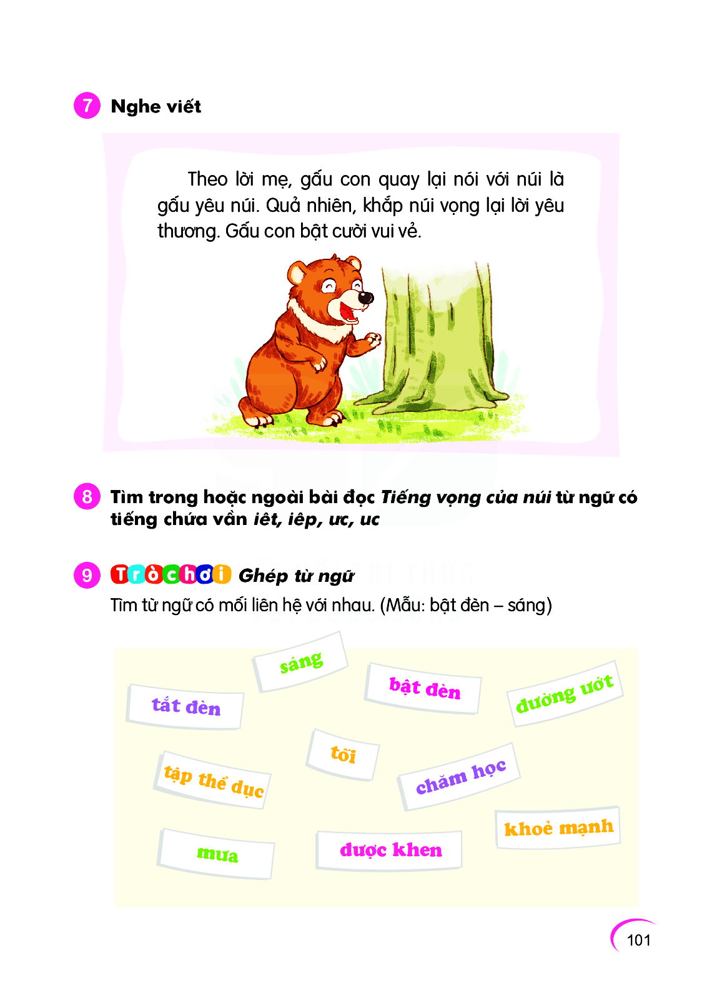 7 Nghe viết
Theo lời mẹ, gấu con quay lại nói với núi là
gấu yêu núi. Quả nhiên, khắp núi vọng lại lời yêu
thương. Gấu con bật cười vui vẻ.
8 Tìm trong hoặc ngoài bài đọc Tiếng vọng của núi từ ngữ có
tiếng chứa vần iêt, iêp, ưc, uc
9 Trò chơi Ghép từ ngữ
Tìm từ ngữ có mối liên hệ với nhau. (Mẫu: bật đèn – sáng)
sáng
bật đèn
đường ướt
tắt đèn
tối
tập thể dục
chăm học
khoẻ mạnh
mưa
được khen
101